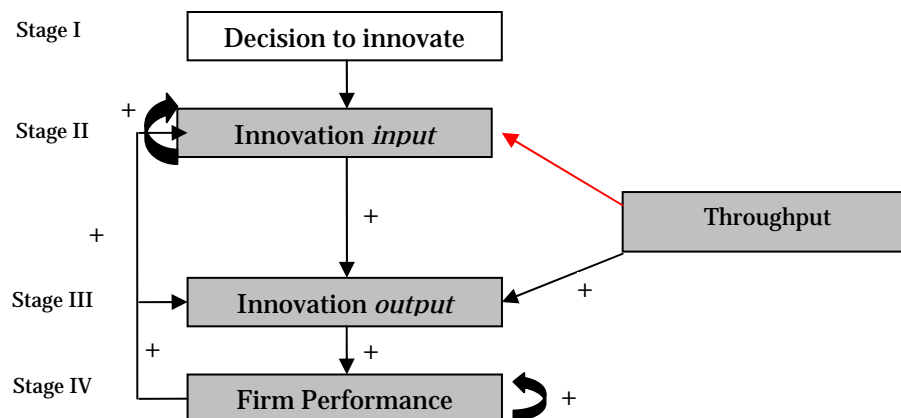 Stage I
Decision to innovate
+
Stage II
Innovation input
+
Throughput
+
Stage III
Innovation output
+
+
+
Stage IV
Firm Performance
+